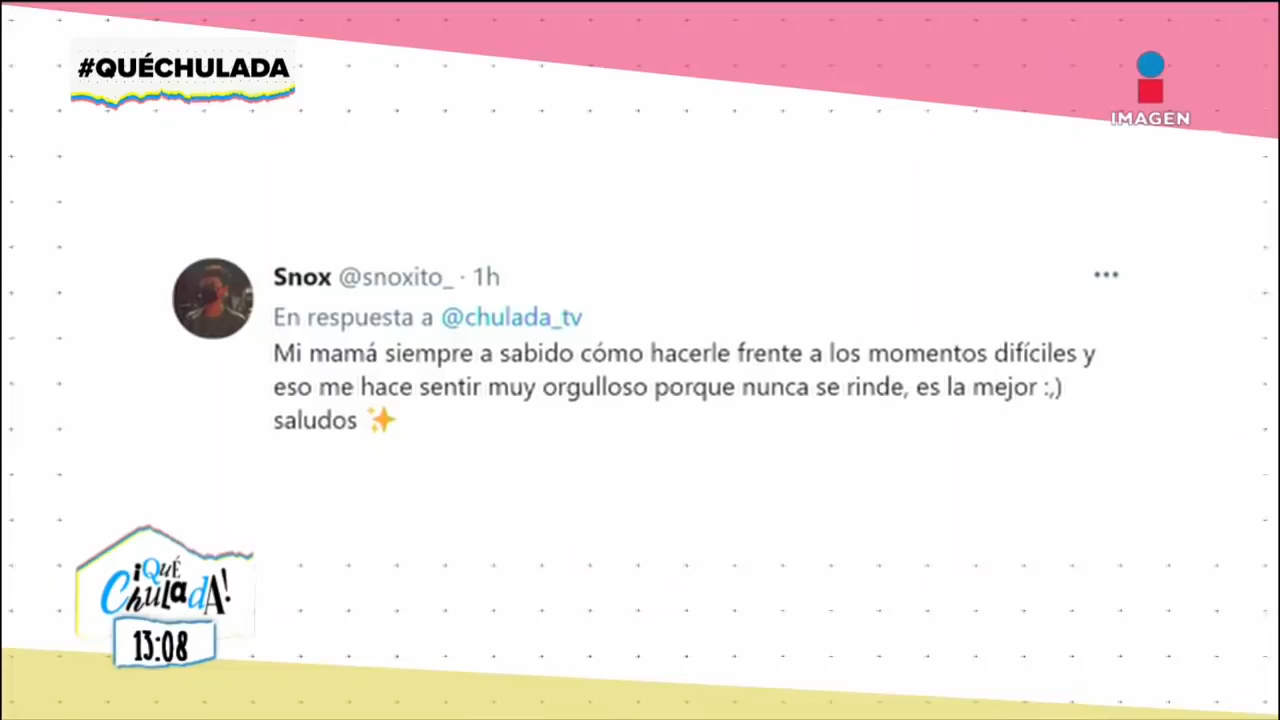 #QUÉCHULADA
IMAGEN
Snox @snoxito_ · 1h
En respuesta a @chulada_tv
Mi mamá siempre a sabido cómo hacerle frente a los momentos difíciles y
eso me hace sentir muy orgulloso porque nunca se rinde, es la mejor :,)
saludos ✨
¡QUÉ
ChuladA!
13:08